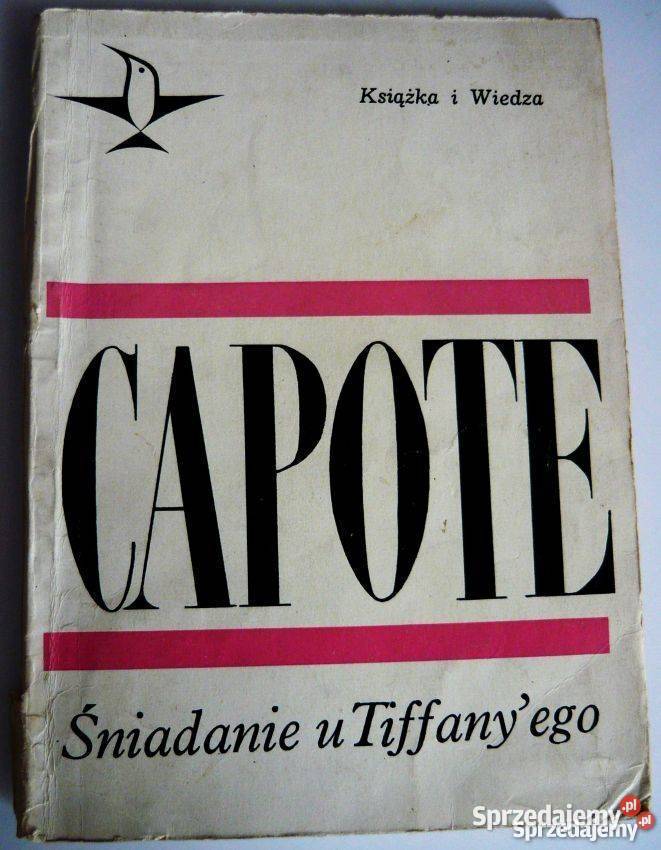 Książka i Wiedza
CAPOTE
Śniadanie u Tiffany'ego
Sprzedajemy.pl
Sprzedajemy.pl